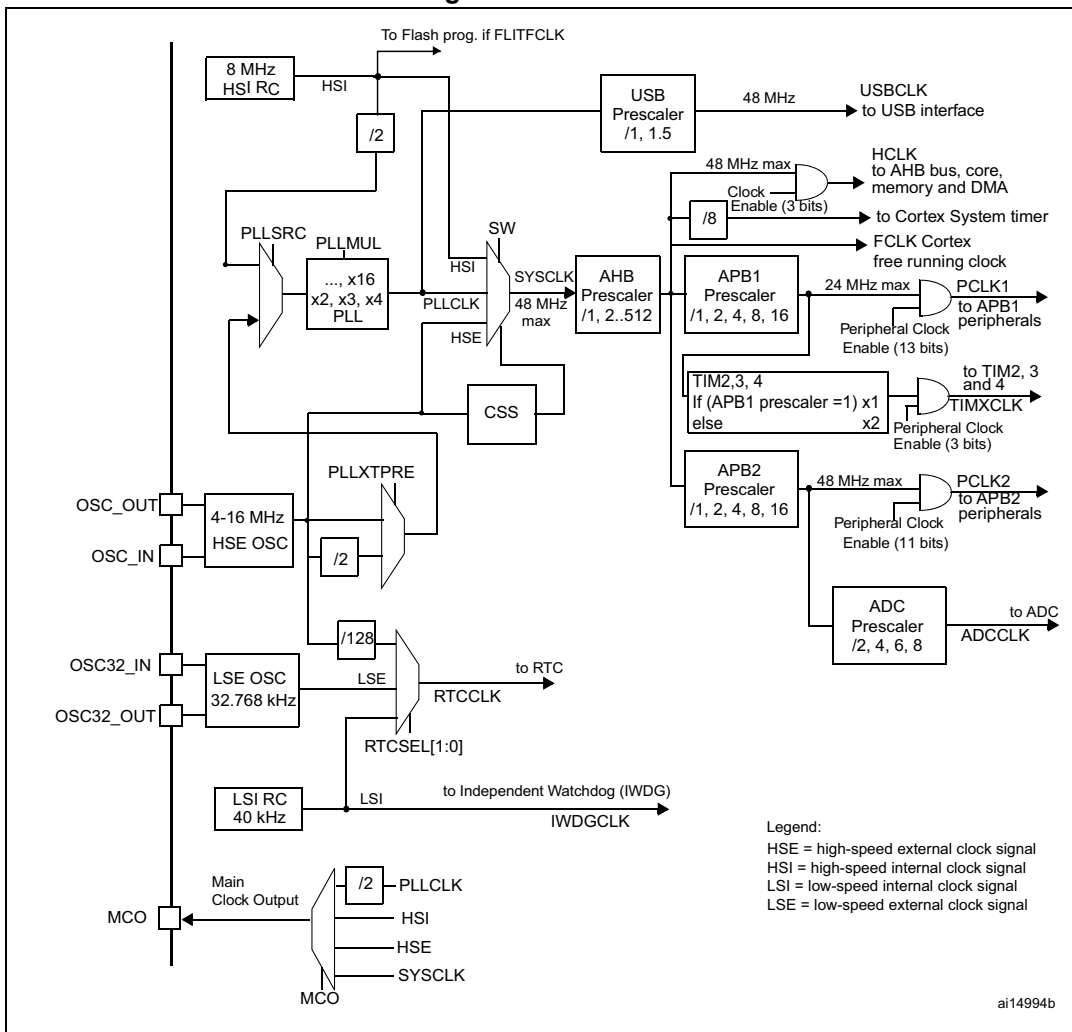 To Flash prog. if FLITFCLK
8 MHz
HSI RC
HSI
/2
USB
Prescaler
/1, 1.5
48 MHz
USBCLK
to USB interface
48 MHz max
Clock
Enable (3 bits)
HCLK
to AHB bus, core,
memory and DMA
/8
to Cortex System timer
FCLK Cortex
free running clock
PLLSRC
PLLMUL
..., x16
x2, x3, x4
PLL
SW
HSI
PLLCLK
HSE
SYSCLK
48 MHz
max
AHB
Prescaler
/1, 2..512
APB1
Prescaler
/1, 2, 4, 8, 16
24 MHz max
PCLK1
to APB1
peripherals
Peripheral Clock
Enable (13 bits)
TIM2,3, 4
If (APB1 prescaler =1) x1
else x2
to TIM2, 3
and 4
TIMXCLK
Peripheral Clock
Enable (3 bits)
CSS
PLLXTPRE
OSC_OUT
OSC_IN
4-16 MHz
HSE OSC
/2
APB2
Prescaler
/1, 2, 4, 8, 16
48 MHz max
PCLK2
to APB2
peripherals
Peripheral Clock
Enable (11 bits)
ADC
Prescaler
/2, 4, 6, 8
to ADC
ADCCLK
/128
OSC32_IN
OSC32_OUT
LSE OSC
32.768 kHz
LSE
to RTC
RTCCLK
RTCSEL[1:0]
LSI RC
40 kHz
LSI
to Independent Watchdog (IWDG)
IWDGCLK
Legend:
HSE = high-speed external clock signal
HSI = high-speed internal clock signal
LSI = low-speed internal clock signal
LSE = low-speed external clock signal
Main
Clock Output
MCO
/2
PLLCLK
HSI
HSE
SYSCLK
MCO
ai14994b